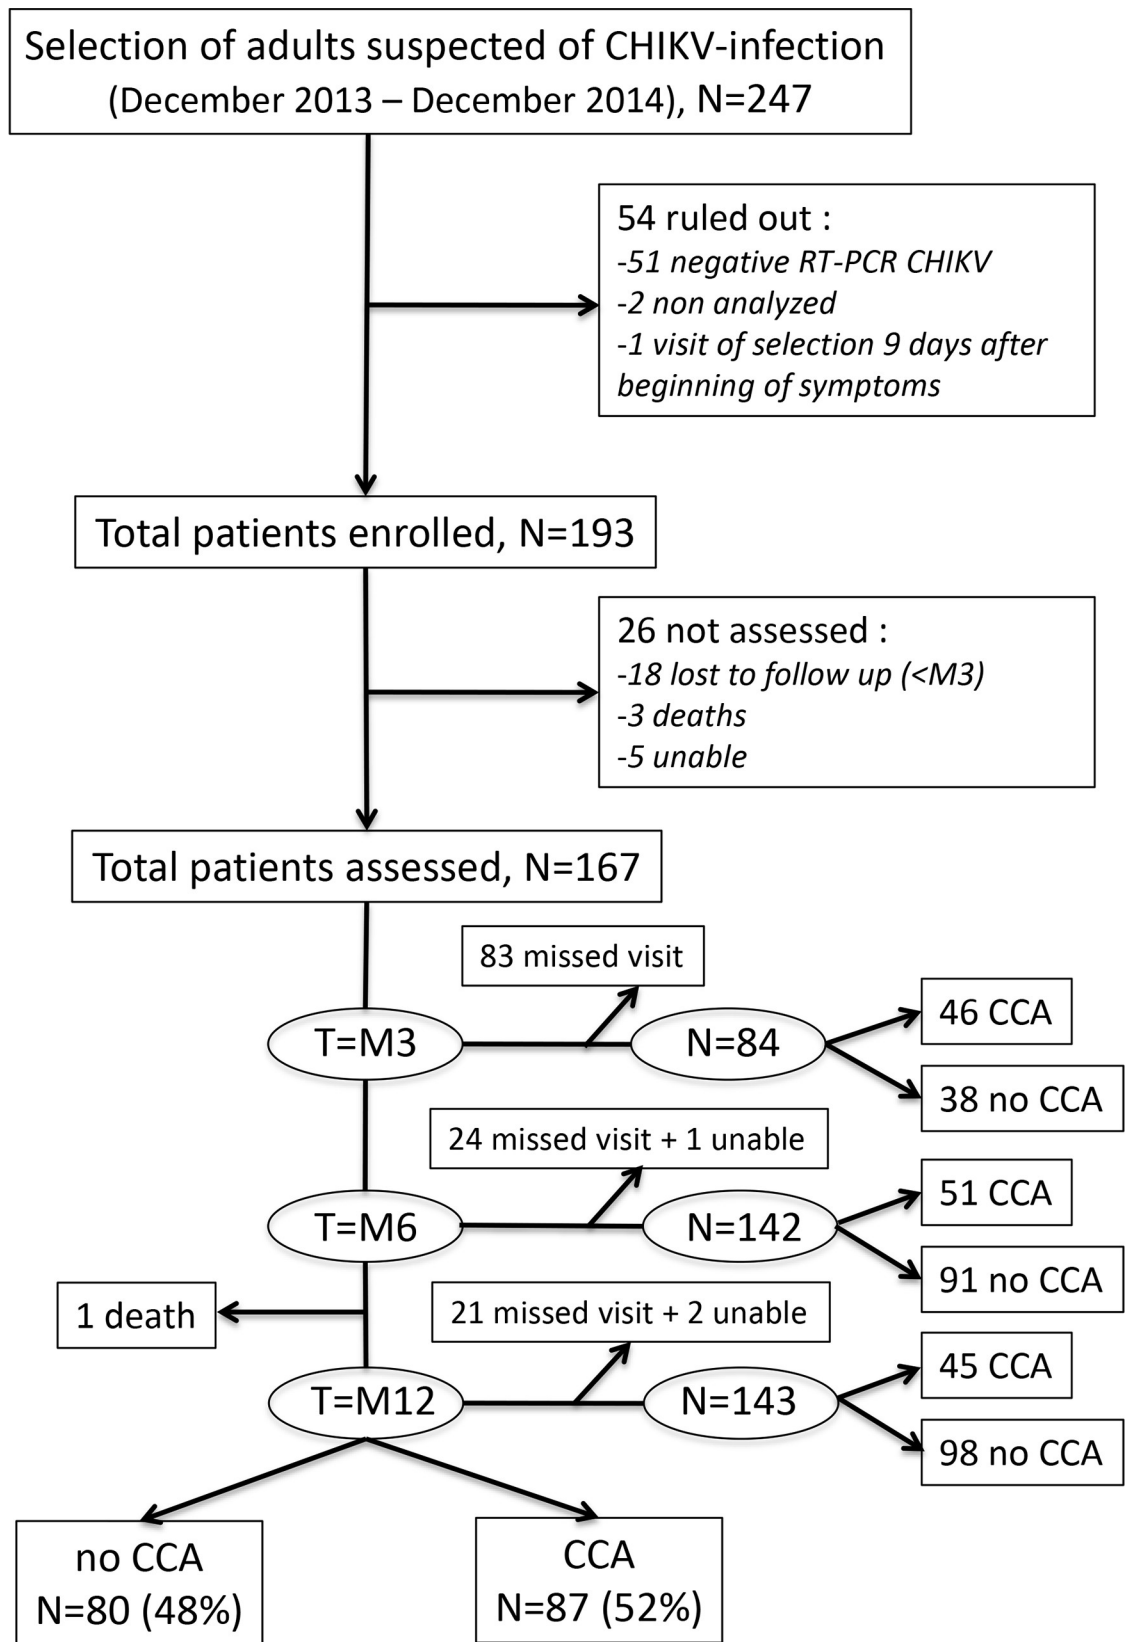 Selection of adults suspected of CHIKV-infection
(December 2013 – December 2014), N=247
54 ruled out :
-51 negative RT-PCR CHIKV
-2 non analyzed
-1 visit of selection 9 days after
beginning of symptoms
Total patients enrolled, N=193
26 not assessed :
-18 lost to follow up (<M3)
-3 deaths
-5 unable
Total patients assessed, N=167
83 missed visit
T=M3
N=84
46 CCA
38 no CCA
24 missed visit + 1 unable
T=M6
N=142
51 CCA
91 no CCA
1 death
21 missed visit + 2 unable
T=M12
N=143
45 CCA
98 no CCA
no CCA
N=80 (48%)
CCA
N=87 (52%)